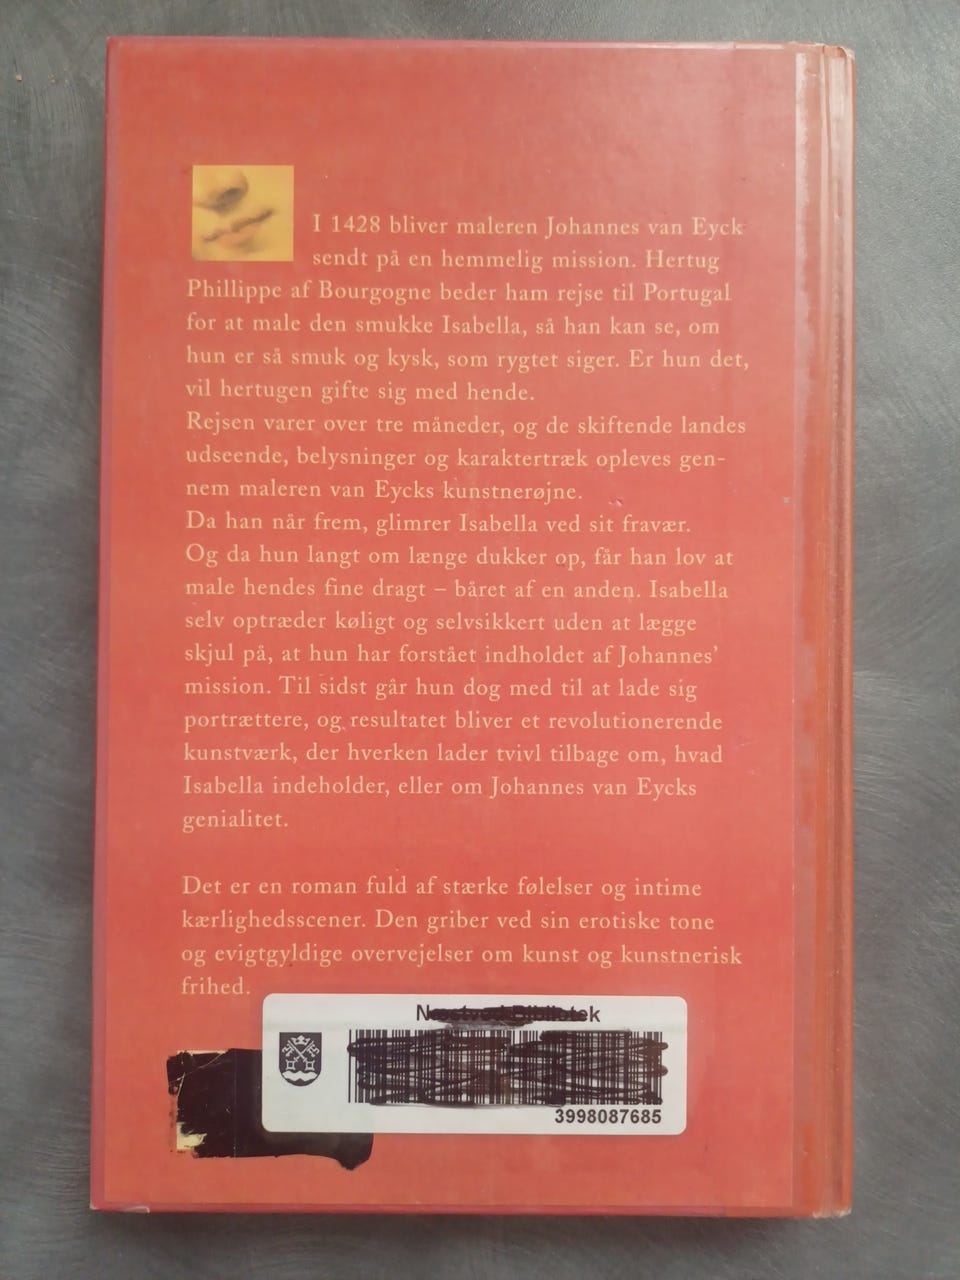 I 1428 bliver maleren Johannes van Eyck
sendt på en hemmelig mission. Hertug
Phillippe af Bourgogne beder ham rejse til Portugal
for at male den smukke Isabella, så han kan se, om
hun er så smuk og kysk, som rygtet siger. Er hun det,
vil hertugen gifte sig med hende.
Rejsen varer over tre måneder, og de skiftende landes
udseende, belysninger og karaktertræk opleves gen-
nem maleren van Eycks kunstnerøjne.
Da han når frem, glimrer Isabella ved sit fravær.
Og da hun langt om længe dukker op, får han lov at
male hendes fine dragt – båret af en anden. Isabella
selv optræder køligt og selvsikkert uden at lægge
skjul på, at hun har forstået indholdet af Johannes’
mission. Til sidst går hun dog med til at lade sig
portrættere, og resultatet bliver et revolutionerende
kunstværk, der hverken lader tvivl tilbage om, hvad
Isabella indeholder, eller om Johannes van Eycks
genialitet.
Det er en roman fuld af stærke følelser og intime
kærlighedsscener. Den griber ved sin erotiske tone
og evigtgyldige overvejelser om kunst og kunstnerisk
frihed.
Næstved Bibliotek
3998087685